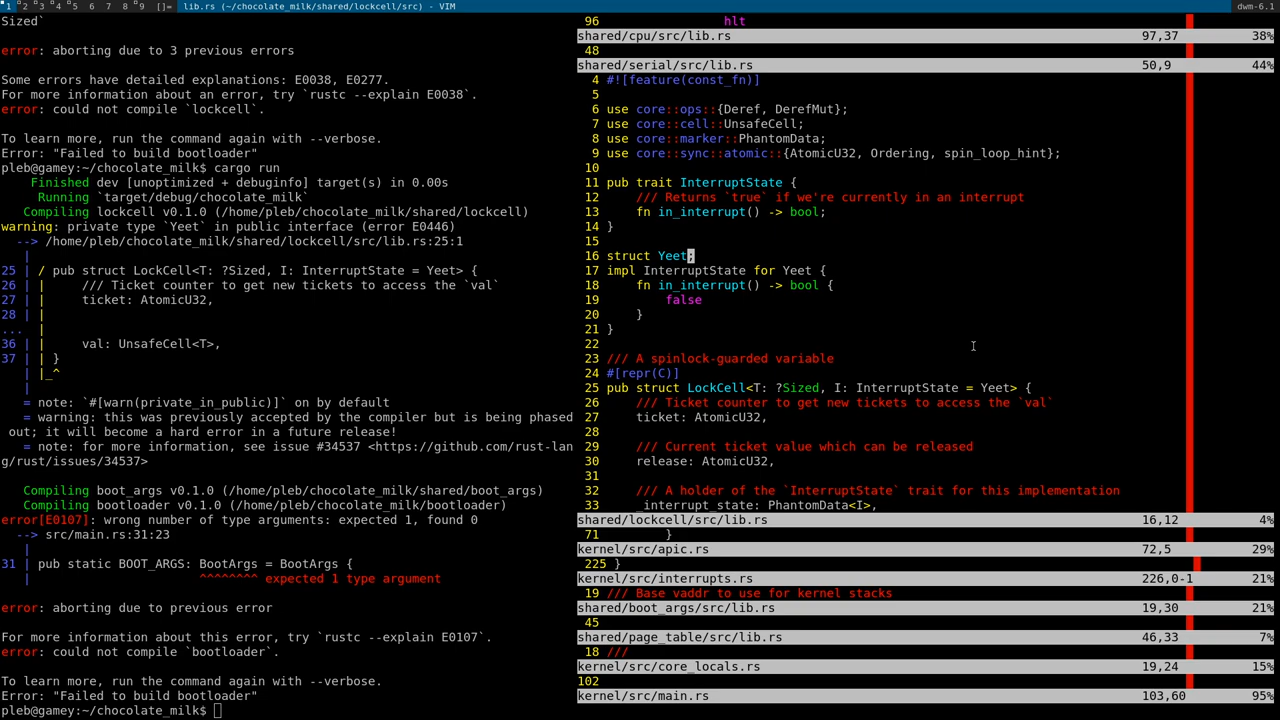 1 2 3 4 5 6 7 8 9 []= lib.rs (~/chocolate_milk/shared/lockcell/src) - VIM dwm-6.1
Sized`
error: aborting due to 3 previous errors
Some errors have detailed explanations: E0038, E0277.
For more information about an error, try `rustc --explain E0038`.
error: could not compile `lockcell`.
To learn more, run the command again with --verbose.
Error: "Failed to build bootloader"
pleb@gamey:~/chocolate_milk$ cargo run
    Finished dev [unoptimized + debuginfo] target(s) in 0.00s
     Running `target/debug/chocolate_milk`
   Compiling lockcell v0.1.0 (/home/pleb/chocolate_milk/shared/lockcell)
warning: private type `Yeet` in public interface (error E0446)
  --> /home/pleb/chocolate_milk/shared/lockcell/src/lib.rs:25:1
   |
25 | / pub struct LockCell<T: ?Sized, I: InterruptState = Yeet> {
26 | |     /// Ticket counter to get new tickets to access the `val`
27 | |     ticket: AtomicU32,
28 | |
...  |
36 | |     val: UnsafeCell<T>,
37 | | }
   | |_^
   |
   = note: `#[warn(private_in_public)]` on by default
   = warning: this was previously accepted by the compiler but is being phased
 out; it will become a hard error in a future release!
   = note: for more information, see issue #34537 <https://github.com/rust-lan
g/rust/issues/34537>
   Compiling boot_args v0.1.0 (/home/pleb/chocolate_milk/shared/boot_args)
   Compiling bootloader v0.1.0 (/home/pleb/chocolate_milk/bootloader)
error[E0107]: wrong number of type arguments: expected 1, found 0
  --> src/main.rs:31:23
   |
31 | pub static BOOT_ARGS: BootArgs = BootArgs {
   |                       ^^^^^^^^ expected 1 type argument
error: aborting due to previous error
For more information about this error, try `rustc --explain E0107`.
error: could not compile `bootloader`.
To learn more, run the command again with --verbose.
Error: "Failed to build bootloader"
pleb@gamey:~/chocolate_milk$
96                 hlt
shared/cpu/src/lib.rs 97,37 38%
48
shared/serial/src/lib.rs 50,9 44%
4 #![feature(const_fn)]
5
6 use core::ops::{Deref, DerefMut};
7 use core::cell::UnsafeCell;
8 use core::marker::PhantomData;
9 use core::sync::atomic::{AtomicU32, Ordering, spin_loop_hint};
10
11 pub trait InterruptState {
12     /// Returns `true` if we're currently in an interrupt
13     fn in_interrupt() -> bool;
14 }
15
16 struct Yeet;
17 impl InterruptState for Yeet {
18     fn in_interrupt() -> bool {
19         false
20     }
21 }
22
23 /// A spinlock-guarded variable
24 #[repr(C)]
25 pub struct LockCell<T: ?Sized, I: InterruptState = Yeet> {
26     /// Ticket counter to get new tickets to access the `val`
27     ticket: AtomicU32,
28
29     /// Current ticket value which can be released
30     release: AtomicU32,
31
32     /// A holder of the `InterruptState` trait for this implementation
33     _interrupt_state: PhantomData<I>,
shared/lockcell/src/lib.rs 16,12 4%
71         }
kernel/src/apic.rs 72,5 29%
225 }
kernel/src/interrupts.rs 226,0-1 21%
19 /// Base vaddr to use for kernel stacks
shared/boot_args/src/lib.rs 19,30 21%
45
shared/page_table/src/lib.rs 46,33 7%
18 ///
kernel/src/core_locals.rs 19,24 15%
102
kernel/src/main.rs 103,60 95%